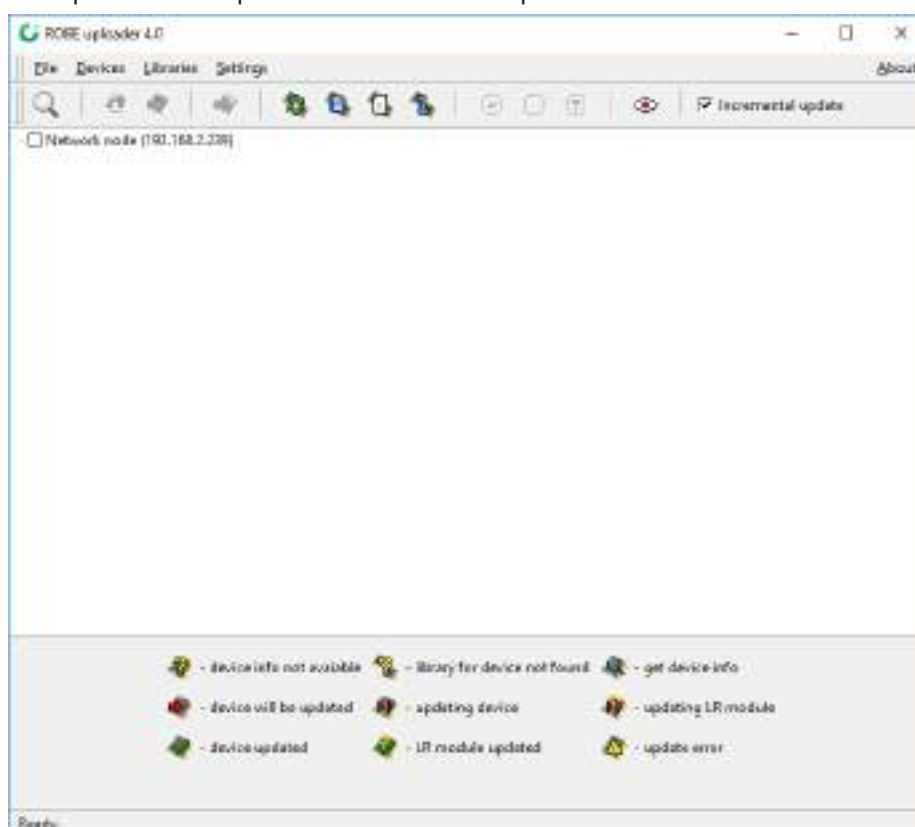 ROBE uploader 4.0
File Devices Libraries Settings About
Incremental update
Network node (192.168.2.239)
- device info not avaiable - library for device not found - get device info
- device will be updated - updating device - updating LR module
- device updated - LR module updated - update error
Ready